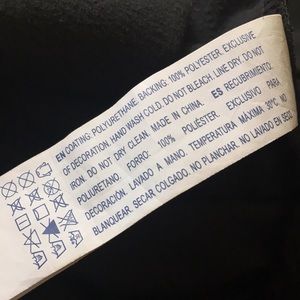 EN COATING: POLYURETHANE. BACKING: 100% POLYESTER. EXCLUSIVE
OF DECORATION. HAND WASH COLD. DO NOT BLEACH. LINE DRY. DO NOT
IRON. DO NOT DRY CLEAN. MADE IN CHINA. ES RECUBRIMIENTO:
POLIURETANO. FORRO: 100% POLIÉSTER. EXCLUSIVO PARA
DECORACIÓN. LAVADO A MANO. TEMPERATURA MAXIMA 30°C. NO
BLANQUEAR. SECAR COLGADO. NO PLANCHAR. NO LAVADO EN SECO.